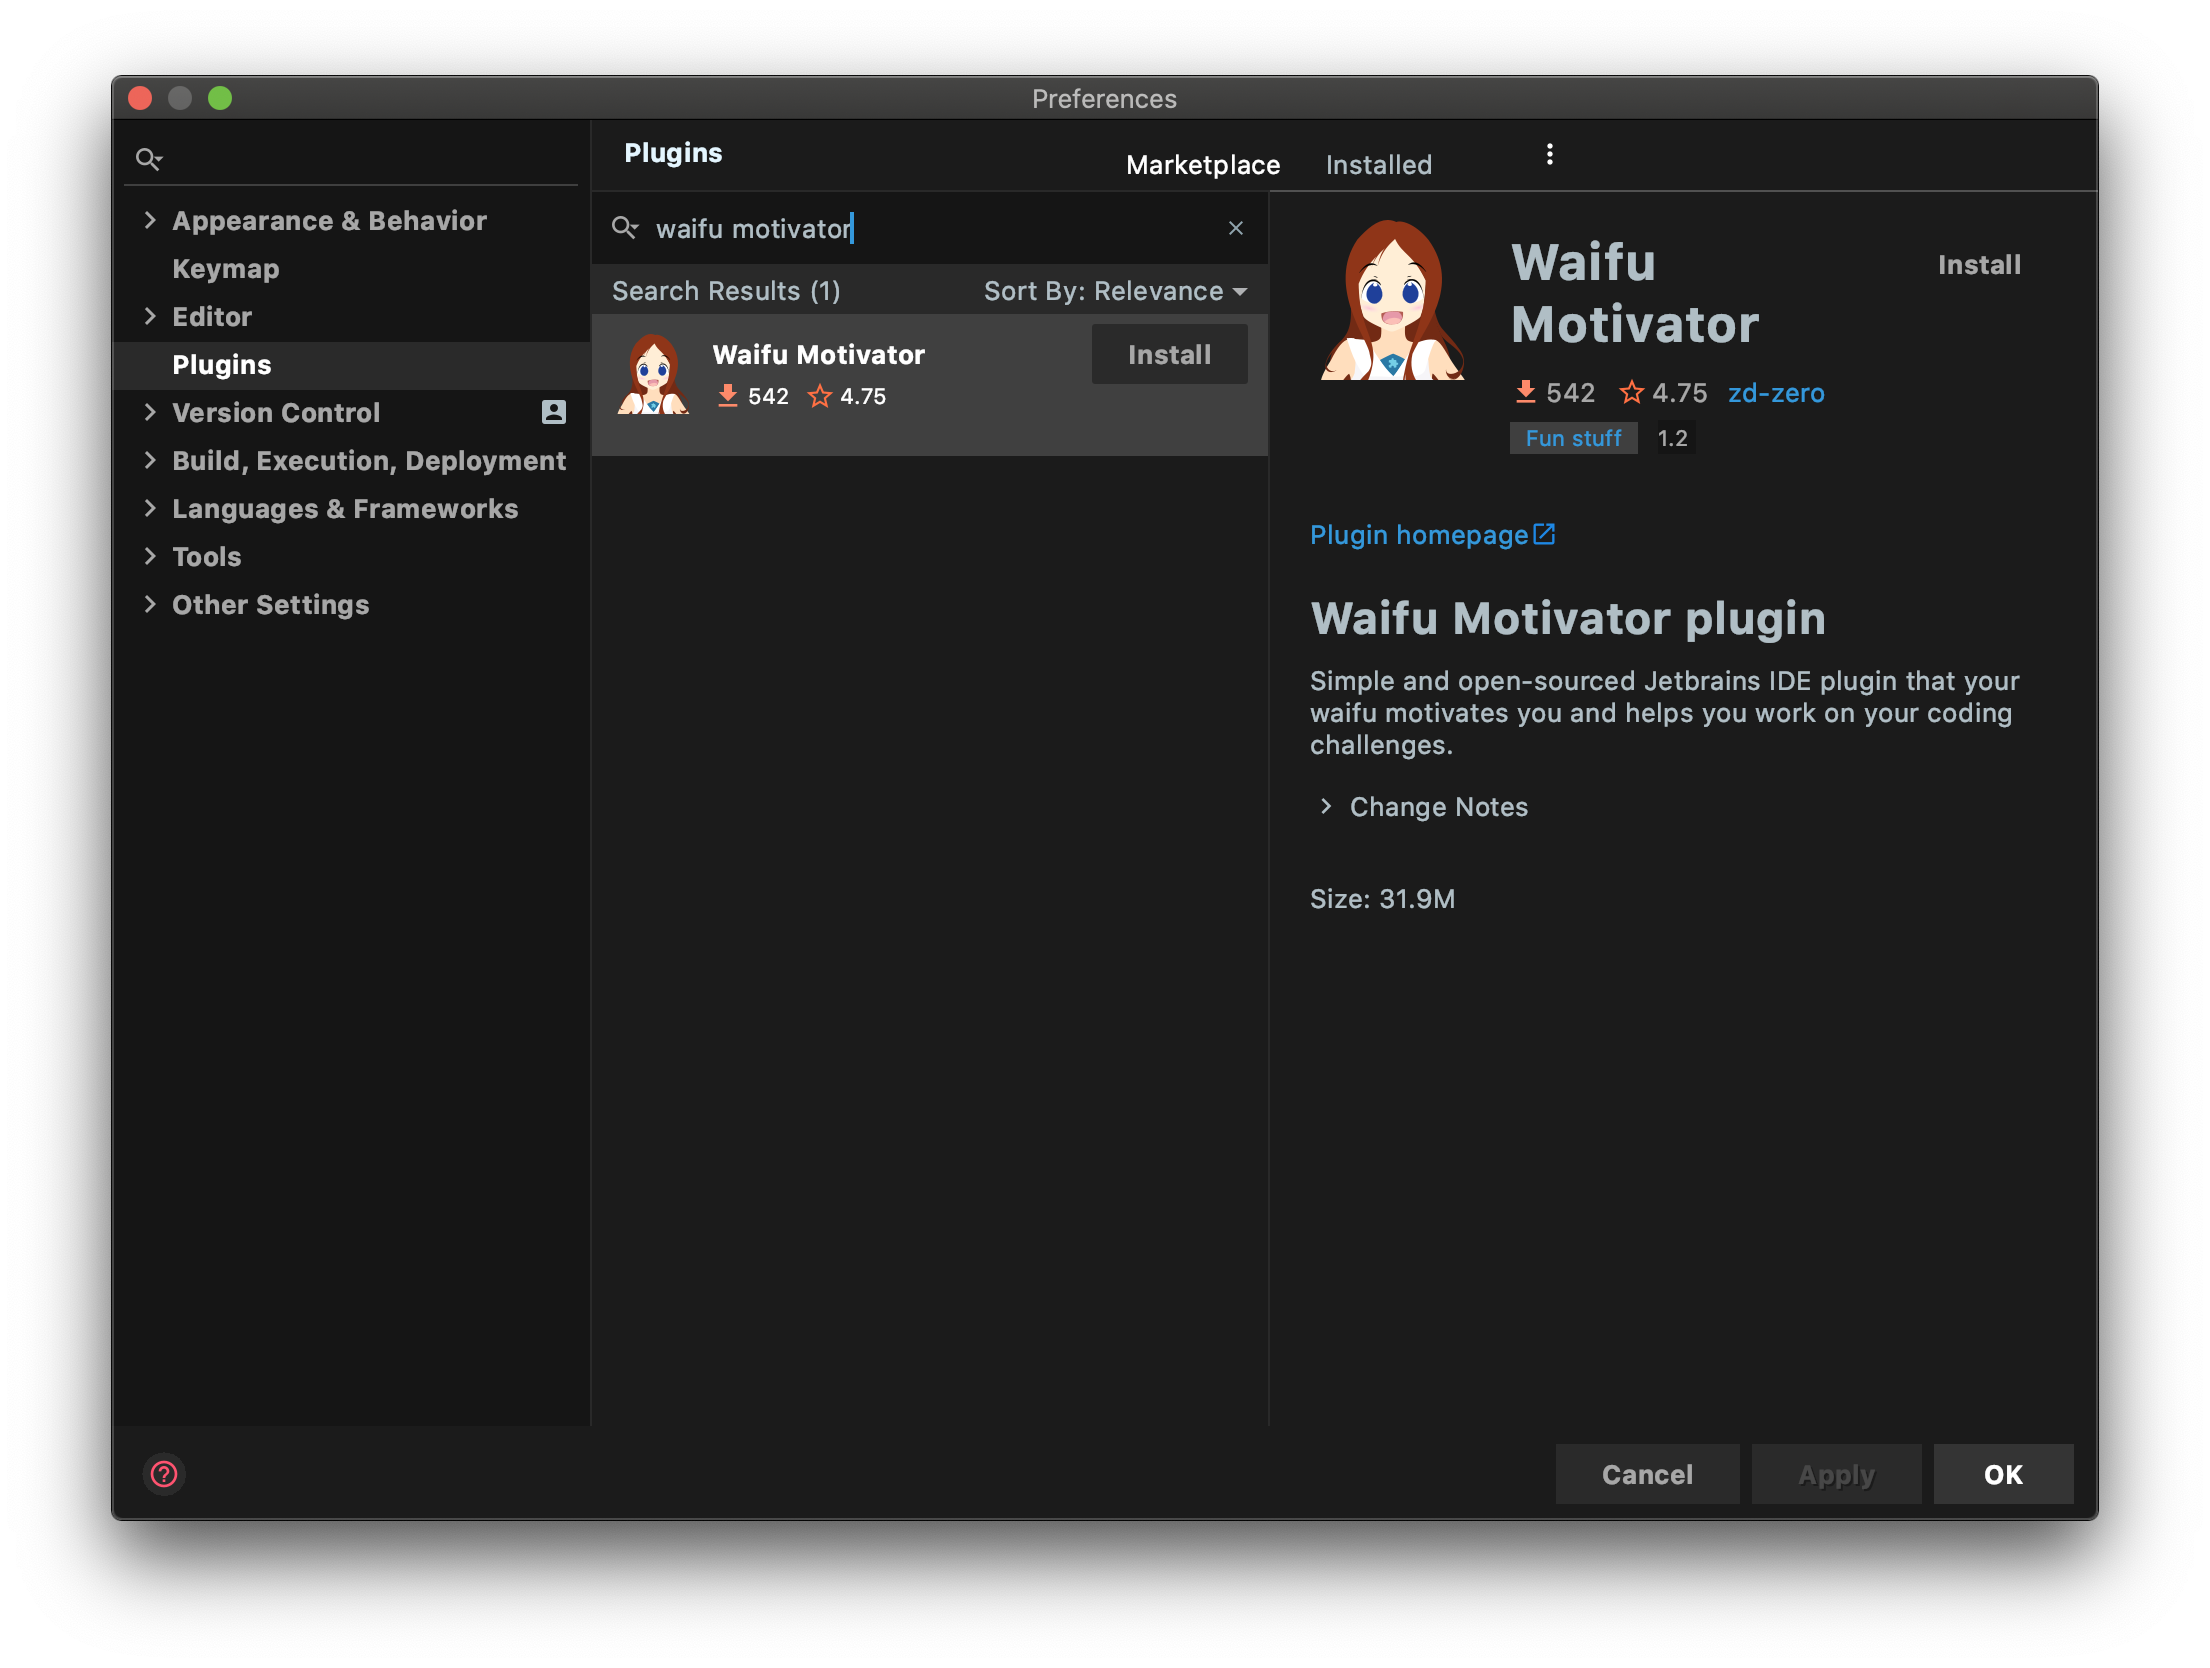 Preferences
Appearance & Behavior
Keymap
Editor
Plugins
Version Control
Build, Execution, Deployment
Languages & Frameworks
Tools
Other Settings
Plugins
Marketplace
Installed
waifu motivator
Search Results (1)
Sort By: Relevance
Waifu Motivator
Install
542
4.75
Waifu
Motivator
Install
542
4.75
zd-zero
Fun stuff
1.2
Plugin homepage
Waifu Motivator plugin
Simple and open-sourced Jetbrains IDE plugin that your
waifu motivates you and helps you work on your coding
challenges.
Change Notes
Size: 31.9M
?
Cancel
Apply
OK